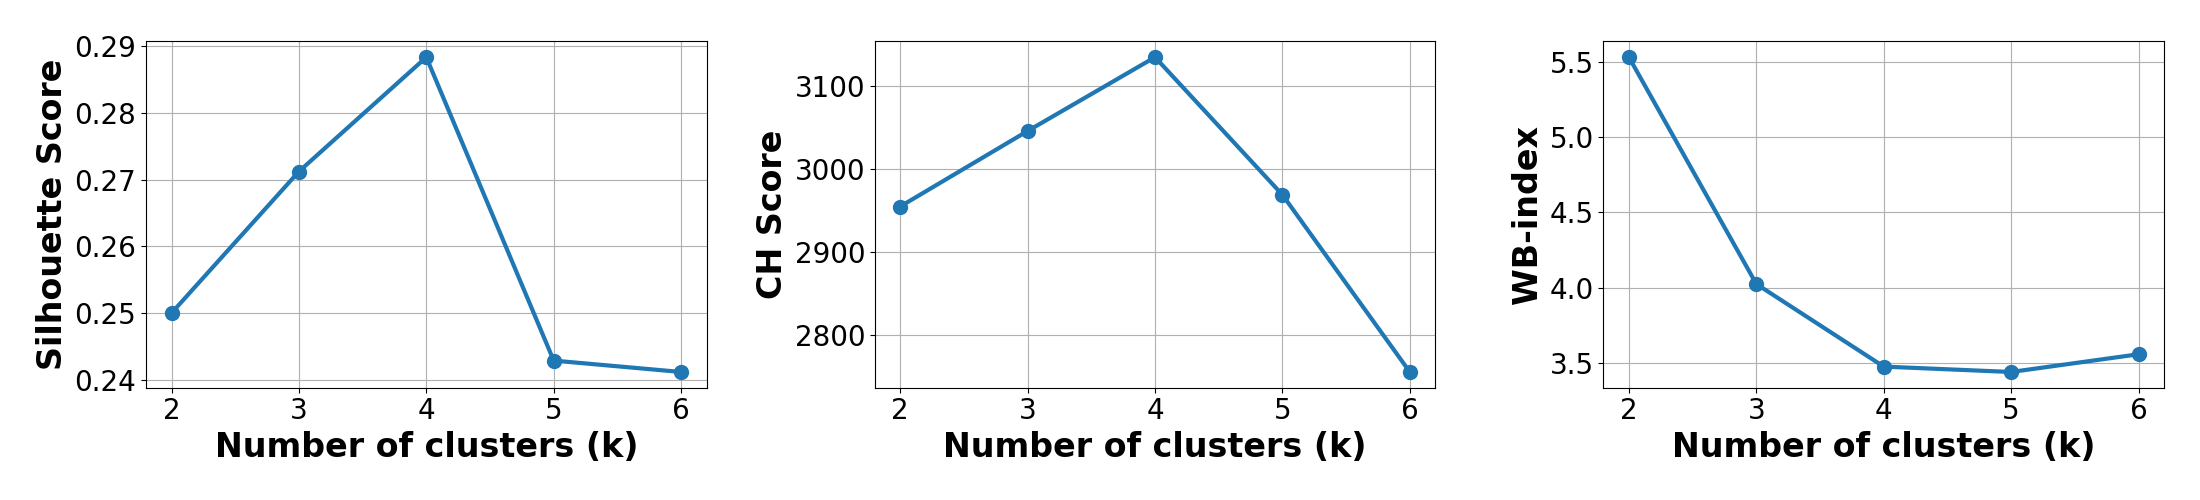 Silhouette Score
0.29
0.28
0.27
0.26
0.25
0.24
2 3 4 5 6
Number of clusters (k)
CH Score
3100
3000
2900
2800
2 3 4 5 6
Number of clusters (k)
WB-index
5.5
5.0
4.5
4.0
3.5
2 3 4 5 6
Number of clusters (k)